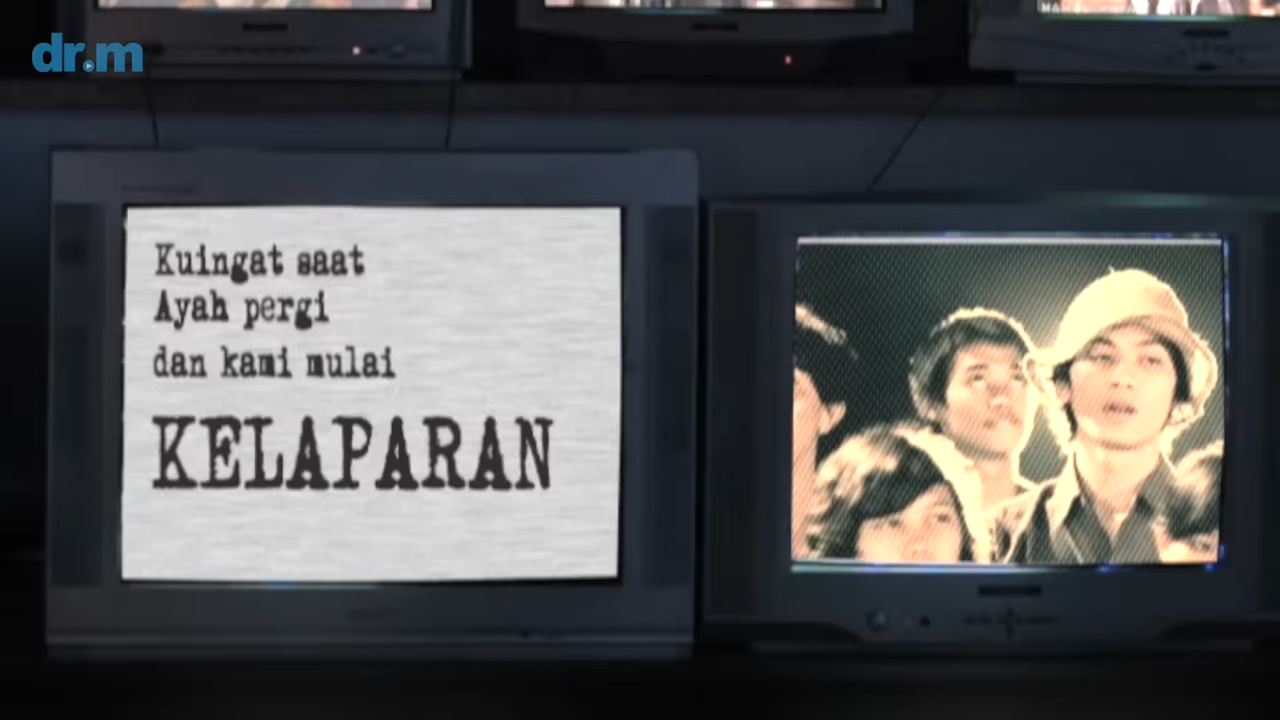 dr.m
Kuingat saat
Ayah pergi
dan kami mulai
KELAPARAN